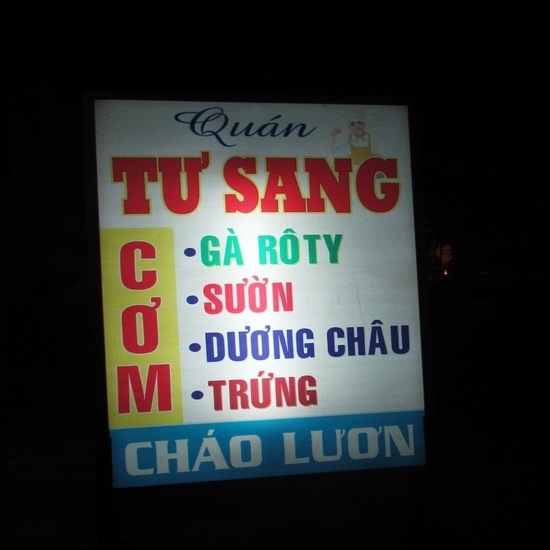 Quán
TƯ SANG
CƠM
• GÀ RÔTY
• SƯỜN
• DƯƠNG CHÂU
• TRỨNG
CHÁO LƯƠN